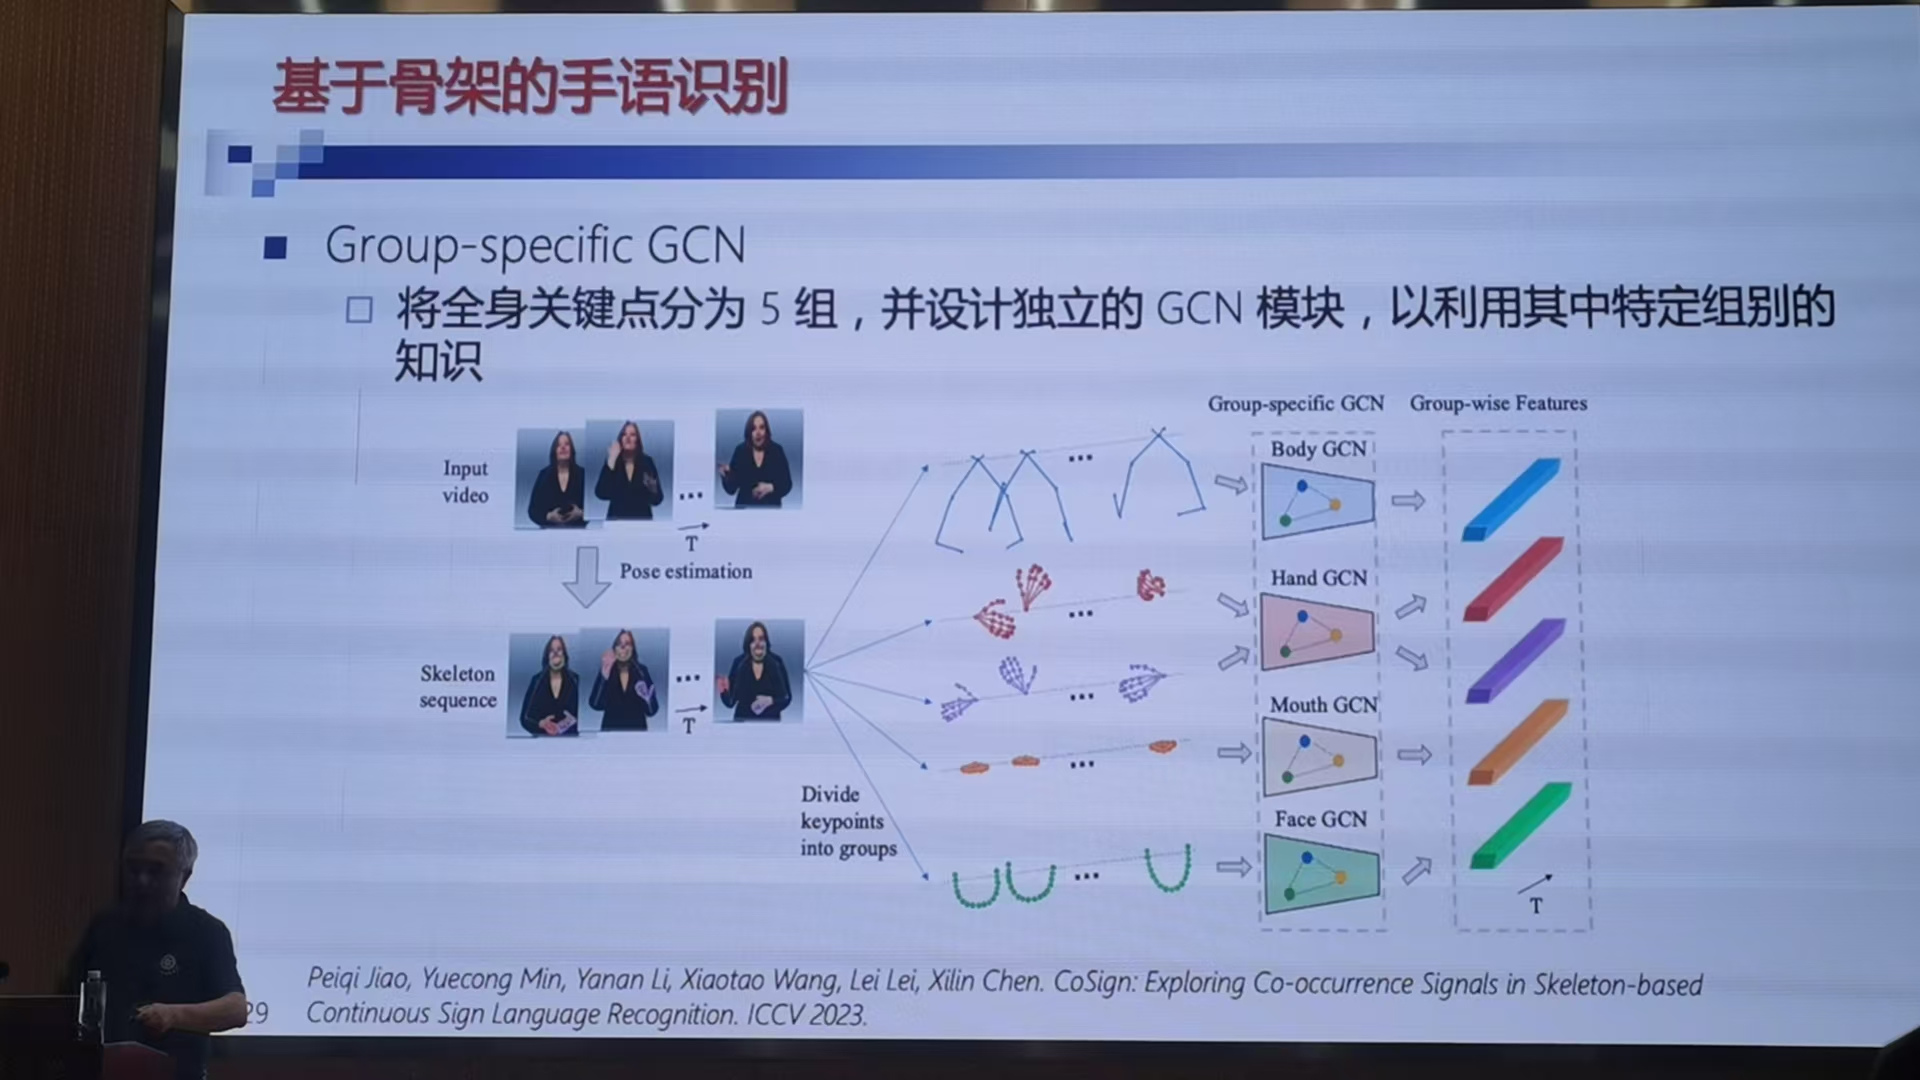 基于骨架的手语识别
Group-specific GCN
将全身关键点分为 5 组，并设计独立的 GCN 模块，以利用其中特定组别的
知识
Group-specific GCN
Group-wise Features
Input
video
...
T
Pose estimation
Skeleton
sequence
...
T
Divide
keypoints
into groups
...
...
...
...
...
Body GCN
Hand GCN
Mouth GCN
Face GCN
T
Peiqi Jiao, Yuecong Min, Yanan Li, Xiaotao Wang, Lei Lei, Xilin Chen. CoSign: Exploring Co-occurrence Signals in Skeleton-based
Continuous Sign Language Recognition. ICCV 2023.
29